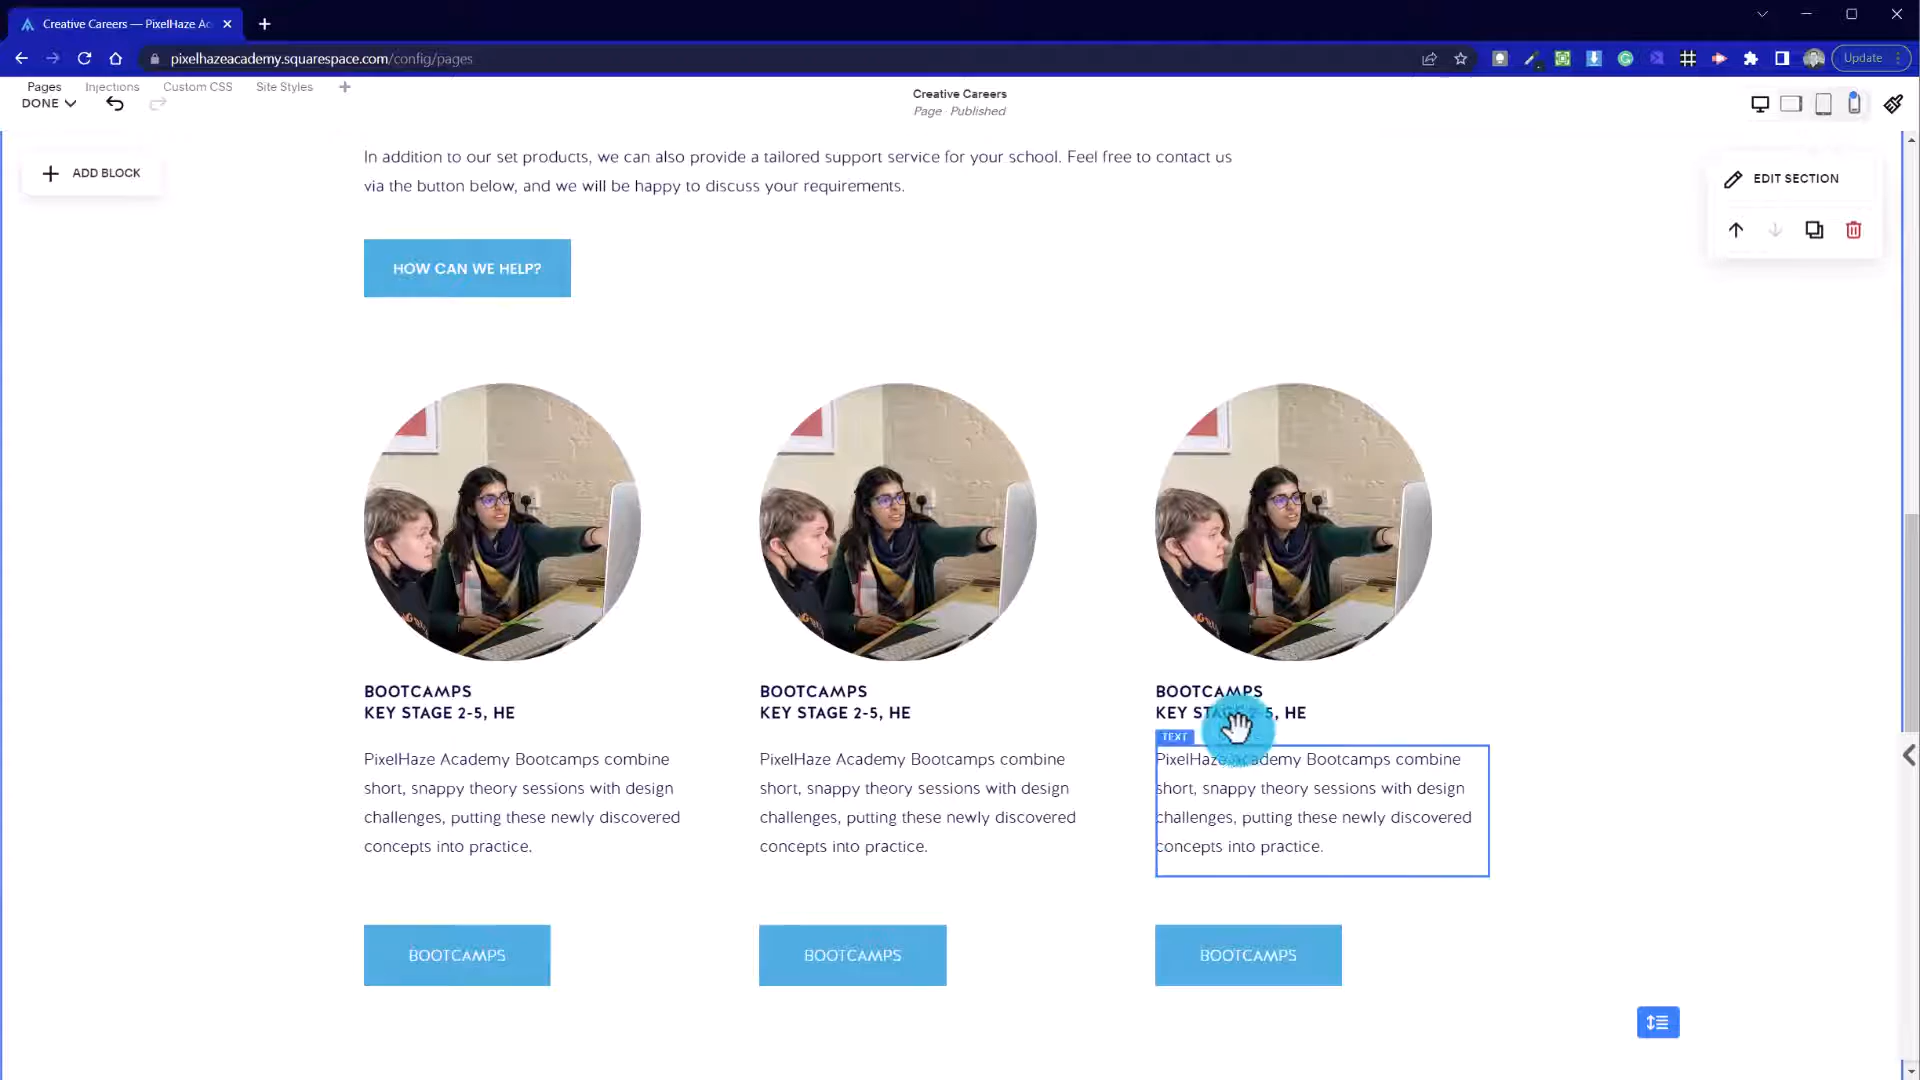 Creative Careers — PixelHaze Ac
pixelhazeacademy.squarespace.com/config/pages
Update
Pages Injections Custom CSS Site Styles
DONE
Creative Careers
Page · Published
ADD BLOCK
EDIT SECTION
In addition to our set products, we can also provide a tailored support service for your school. Feel free to contact us
via the button below, and we will be happy to discuss your requirements.
HOW CAN WE HELP?
BOOTCAMPS
KEY STAGE 2-5, HE
PixelHaze Academy Bootcamps combine
short, snappy theory sessions with design
challenges, putting these newly discovered
concepts into practice.
BOOTCAMPS
BOOTCAMPS
KEY STAGE 2-5, HE
PixelHaze Academy Bootcamps combine
short, snappy theory sessions with design
challenges, putting these newly discovered
concepts into practice.
BOOTCAMPS
BOOTCAMPS
KEY STAGE 2-5, HE
TEXT
PixelHaze Academy Bootcamps combine
short, snappy theory sessions with design
challenges, putting these newly discovered
concepts into practice.
BOOTCAMPS